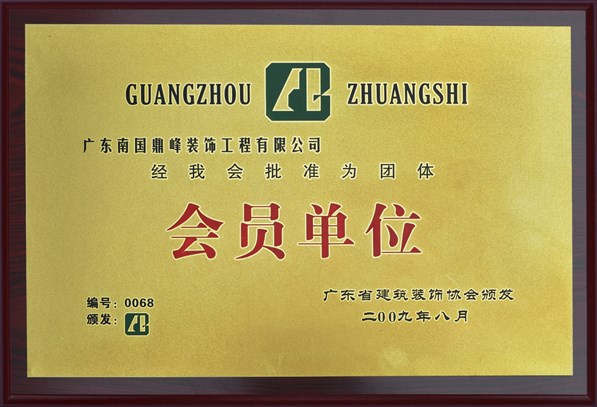 GUANGZHOU ZHUANGSHI
广东南国鼎峰装饰工程有限公司
经我会批准为团体
会员单位
编号：0068
颁发：
广东省建筑装饰协会颁发
二00九年八月